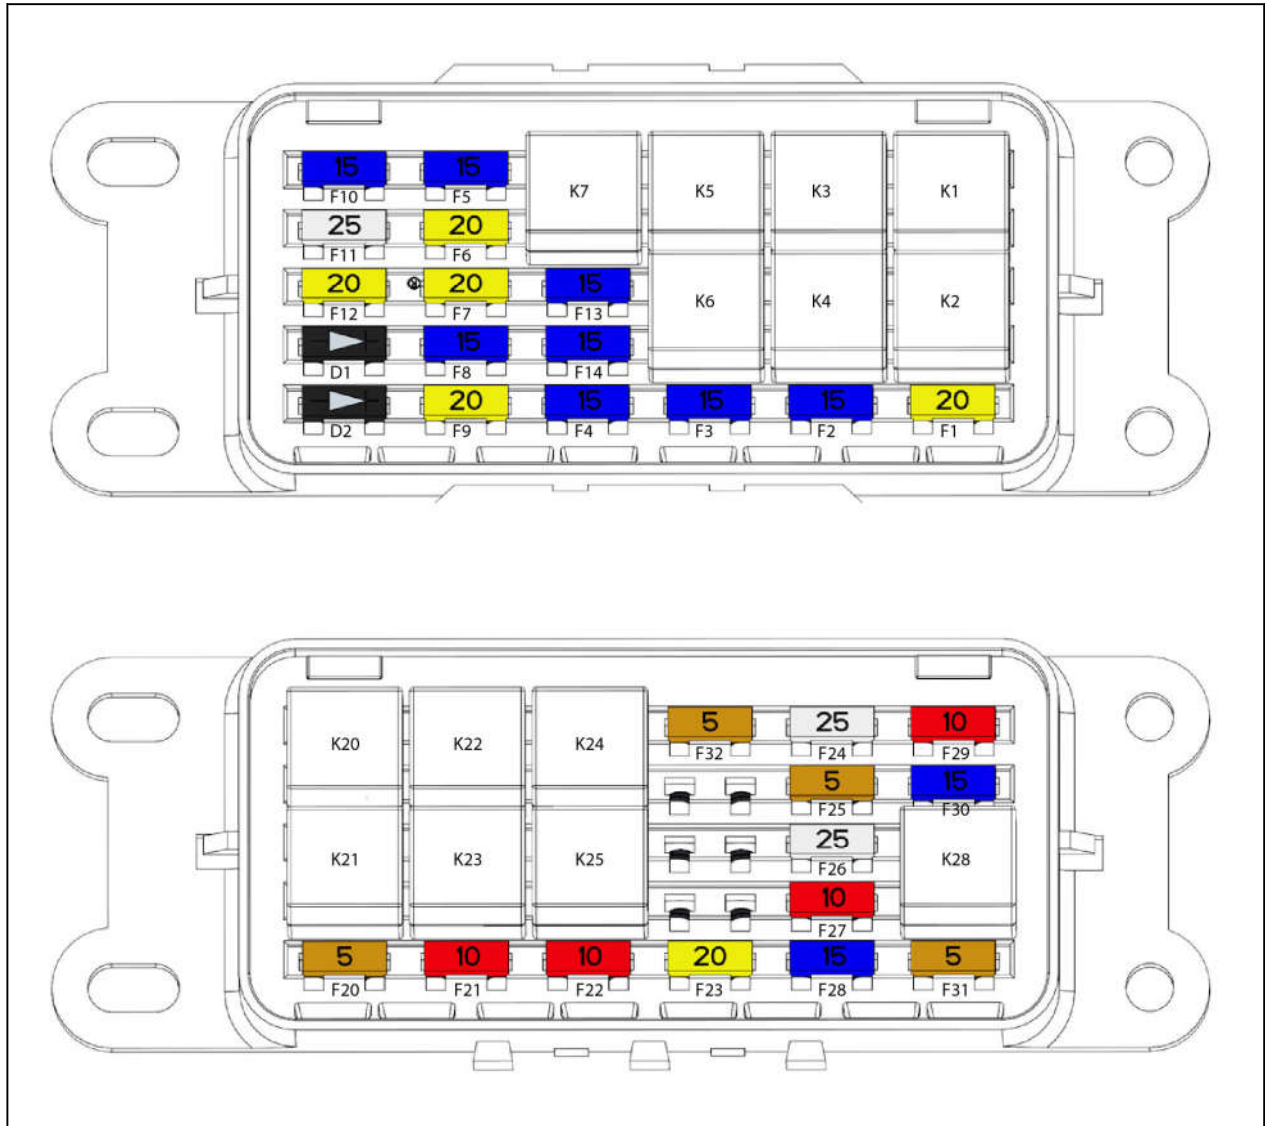 15 15
F10 F5 K7 K5 K3 K1
25 20
F11 F6
20 20 15
F12 F7 F13 K6 K4 K2
15 15
D1 F8 F14
20 15 15 15 20
D2 F9 F4 F3 F2 F1
5 25 10
K20 K22 K24 F32 F24 F29
5 15
F25 F30
25
K21 K23 K25 F26 K28
10
F27
5 10 10 20 15 5
F20 F21 F22 F23 F28 F31